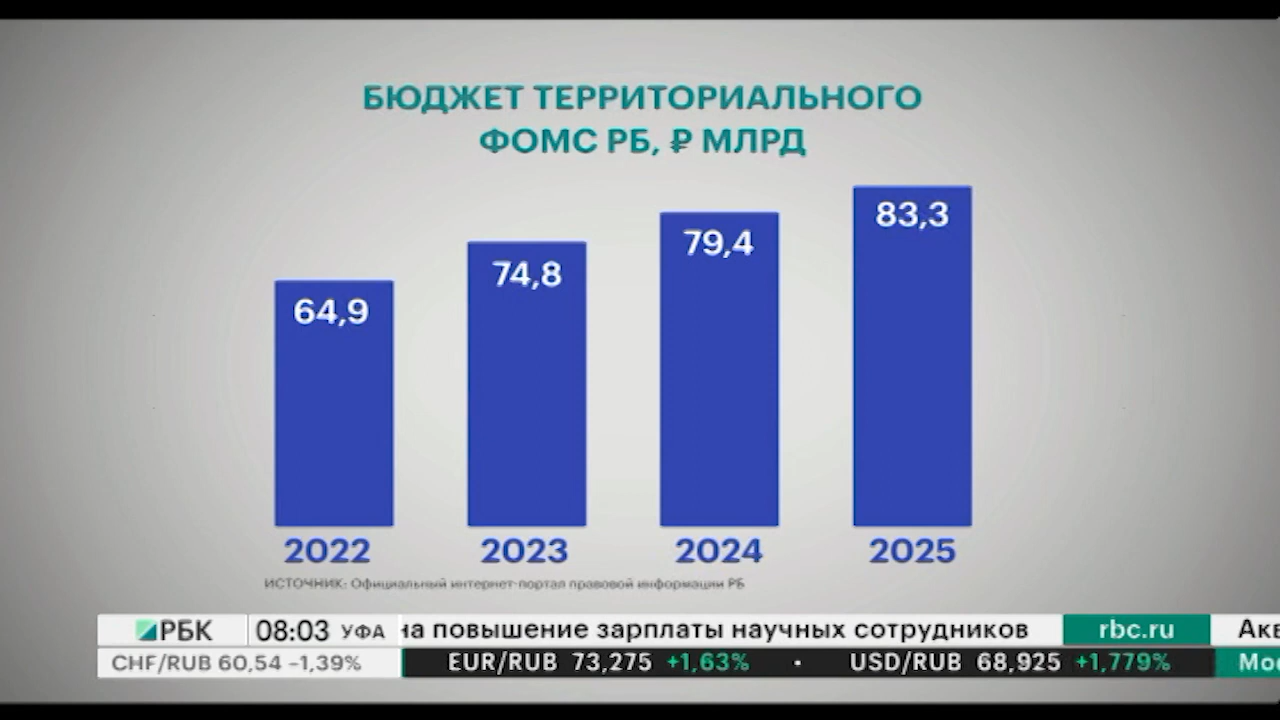 БЮДЖЕТ ТЕРРИТОРИАЛЬНОГО
ФОМС РБ, ₽ МЛРД
64,9
74,8
79,4
83,3
2022
2023
2024
2025
ИСТОЧНИК: Официальный интернет-портал правовой информации РБ
РБК
08:03 УФА
на повышение зарплаты научных сотрудников
rbc.ru
CHF/RUB 60,54 -1,39%
EUR/RUB 73,275 +1,63% · USD/RUB 68,925 +1,779%